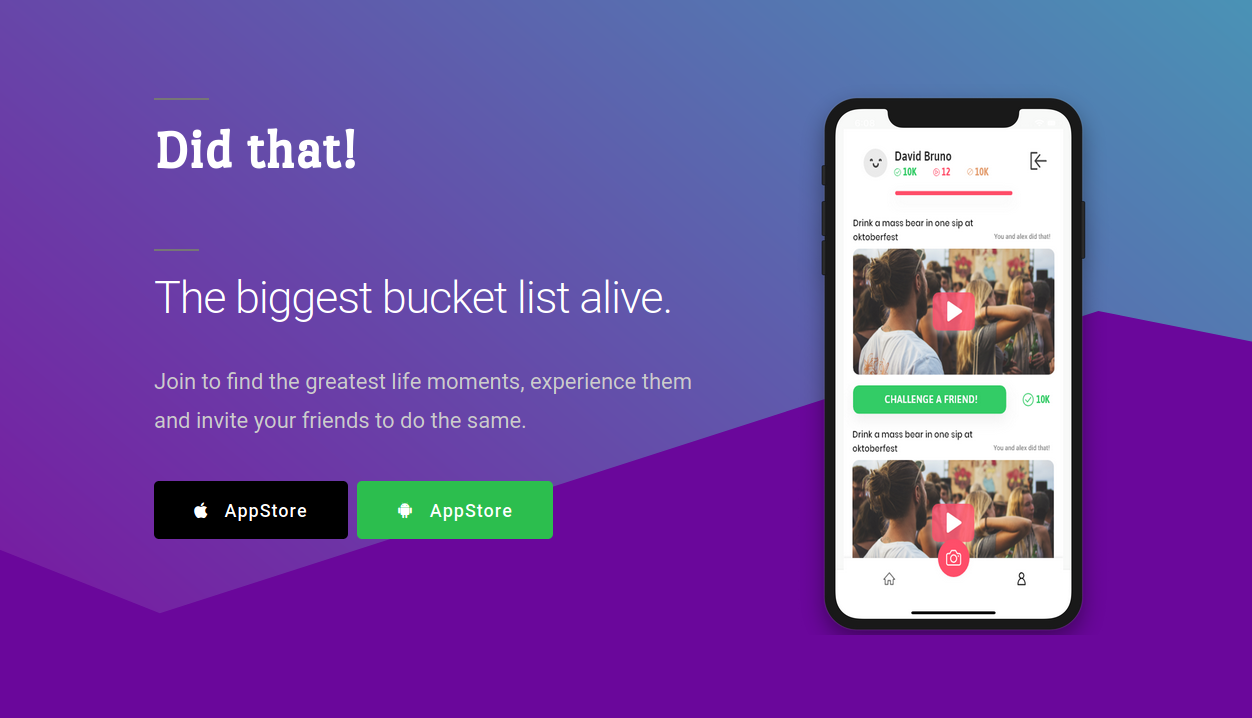 Did that!
The biggest bucket list alive.
Join to find the greatest life moments, experience them
and invite your friends to do the same.
AppStore
AppStore
David Bruno
10K 12 10K
Drink a mass bear in one sip at
oktoberfest
You and alex did that!
CHALLENGE A FRIEND!
10K
Drink a mass bear in one sip at
oktoberfest
You and alex did that!